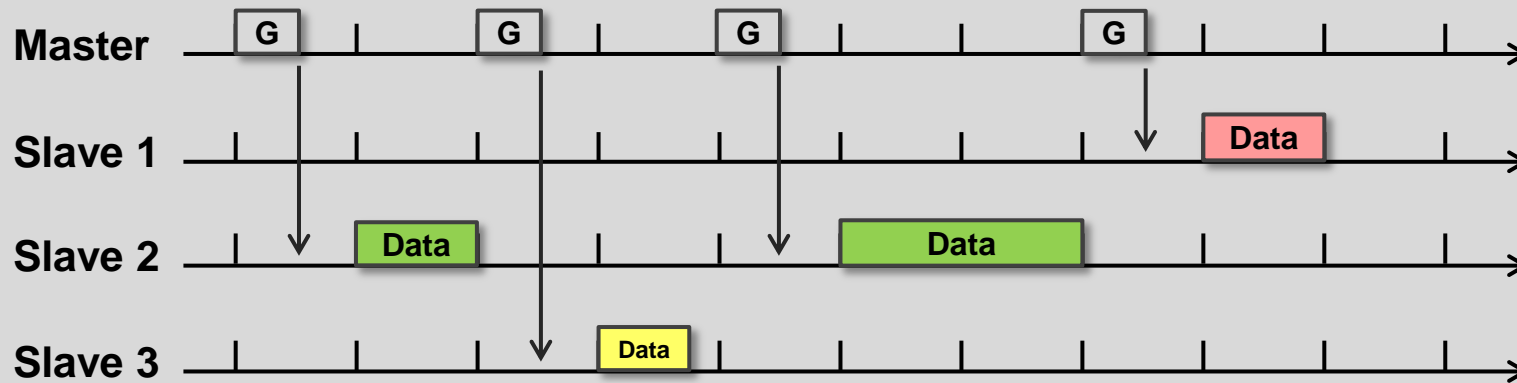 Master G G G G
Slave 1 Data
Slave 2 Data Data
Slave 3 Data